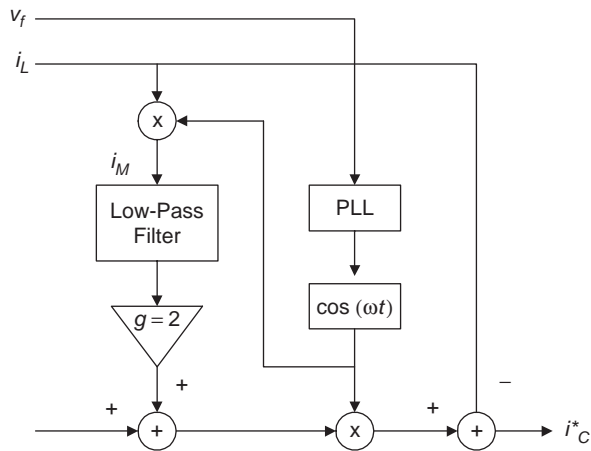 v_f
i_L
x
i_M
Low-Pass
Filter
PLL
g = 2
cos (ωt)
+
+
+
x
+
–
+
i*_C